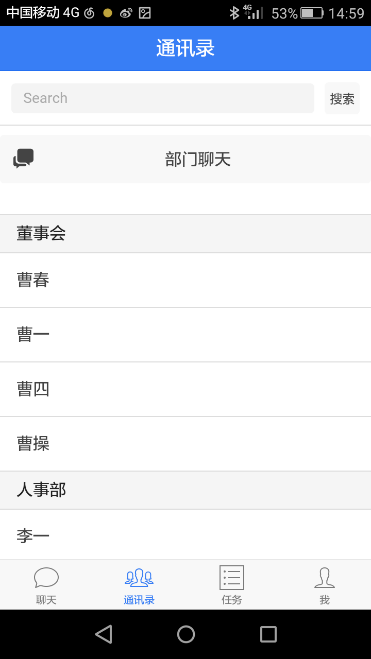 中国移动 4G 4G 53% 14:59
通讯录
Search 搜索
部门聊天
董事会
曹春
曹一
曹四
曹操
人事部
李一
聊天 通讯录 任务 我